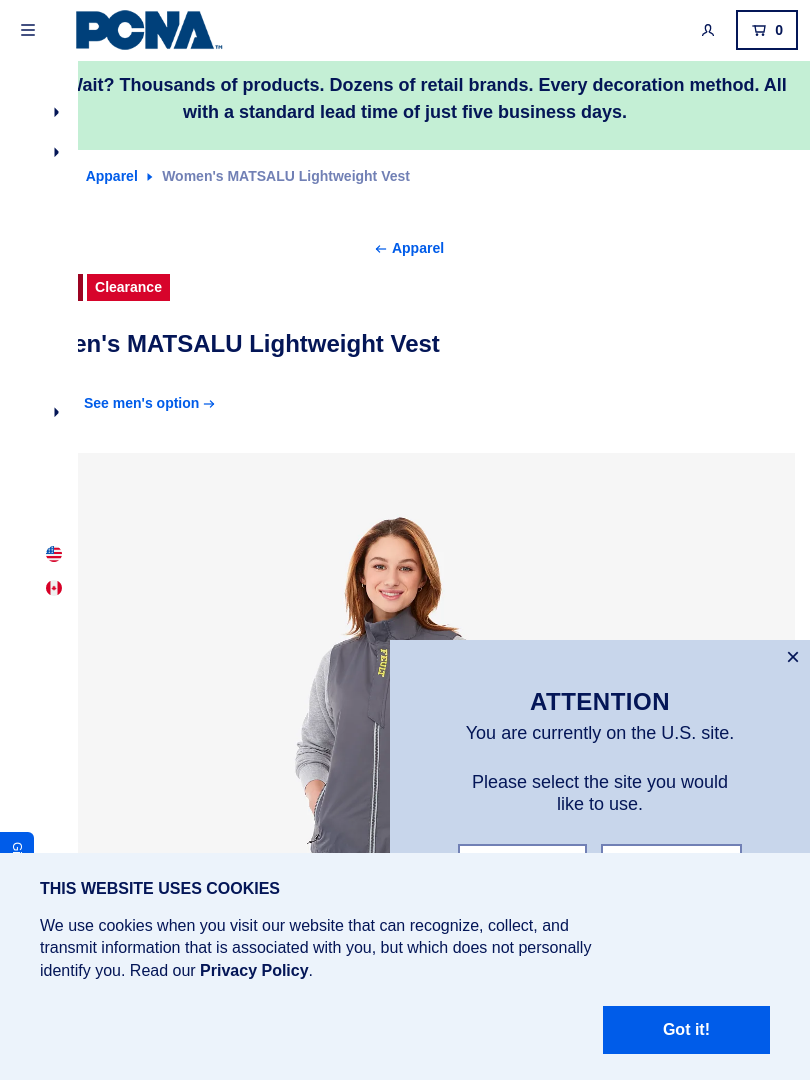 PCNA™
0
Wait? Thousands of products. Dozens of retail brands. Every decoration method. All
with a standard lead time of just five business days.
Apparel Women's MATSALU Lightweight Vest
← Apparel
Clearance
en's MATSALU Lightweight Vest
See men's option →
ATTENTION
You are currently on the U.S. site.
Please select the site you would
like to use.
THIS WEBSITE USES COOKIES
We use cookies when you visit our website that can recognize, collect, and
transmit information that is associated with you, but which does not personally
identify you. Read our Privacy Policy.
Got it!